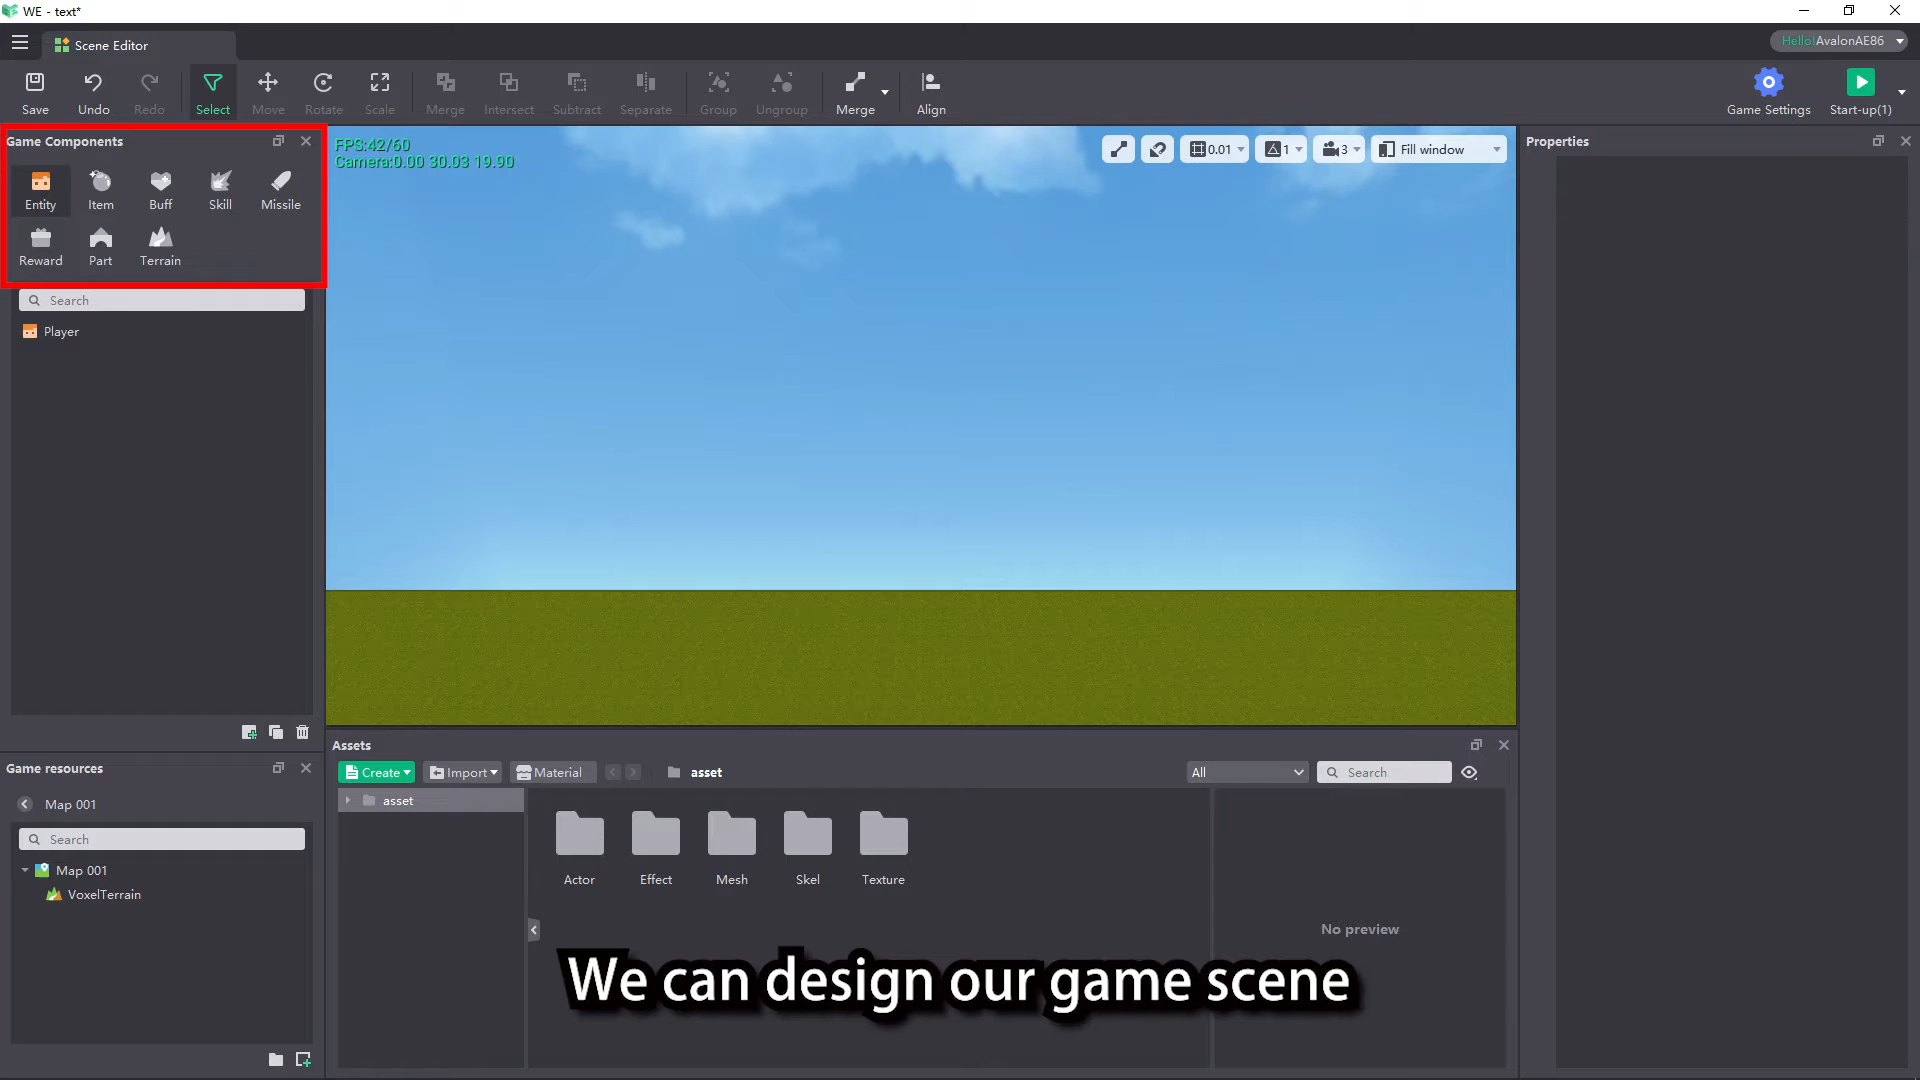 WE - text*
Scene Editor
Hello!AvalonAE86
Save Undo Redo Select Move Rotate Scale Merge Intersect Subtract Separate Group Ungroup Merge Align Game Settings Start-up(1)
Game Components
Entity Item Buff Skill Missile
Reward Part Terrain
Search
Player
FPS:42/60
Camera:0.00 30.03 19.90
0.01 1 3 Fill window
Properties
Game resources
Map 001
Search
Map 001
VoxelTerrain
Assets
Create Import Material asset All Search
asset
Actor Effect Mesh Skel Texture
No preview
We can design our game scene